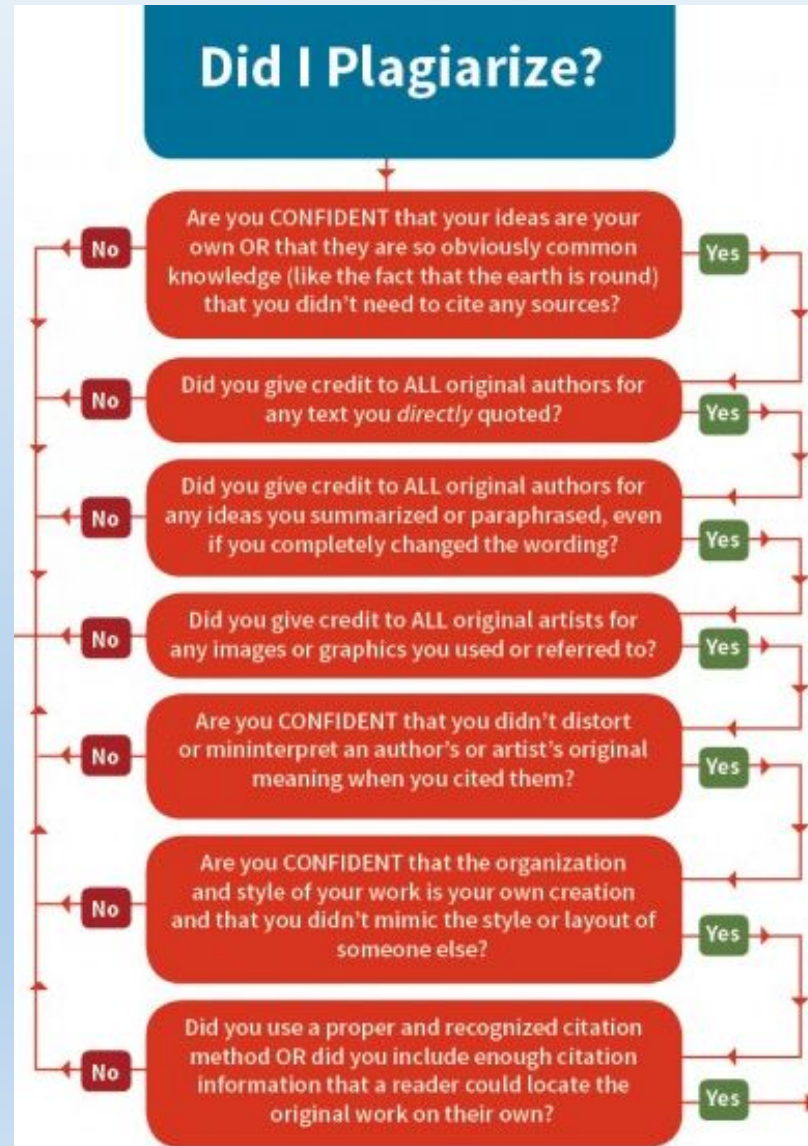 Did I Plagiarize?
Are you CONFIDENT that your ideas are your
own OR that they are so obviously common
knowledge (like the fact that the earth is round)
that you didn't need to cite any sources?
No
Yes
Did you give credit to ALL original authors for
any text you directly quoted?
No
Yes
Did you give credit to ALL original authors for
any ideas you summarized or paraphrased, even
if you completely changed the wording?
No
Yes
Did you give credit to ALL original artists for
any images or graphics you used or referred to?
No
Yes
Are you CONFIDENT that you didn't distort
or mininterpret an author's or artist's original
meaning when you cited them?
No
Yes
Are you CONFIDENT that the organization
and style of your work is your own creation
and that you didn't mimic the style or layout of
someone else?
No
Yes
Did you use a proper and recognized citation
method OR did you include enough citation
information that a reader could locate the
original work on their own?
No
Yes